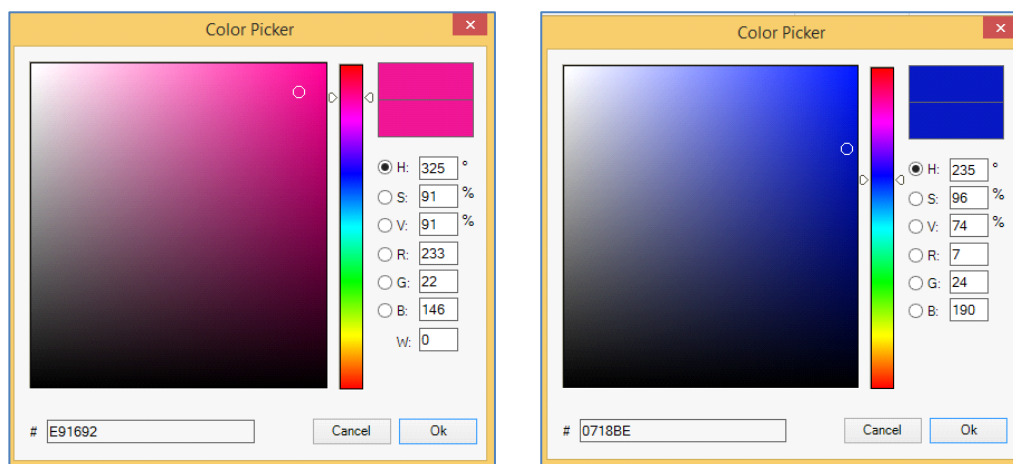 Color Picker
×
H: 325 °
S: 91 %
V: 91 %
R: 233
G: 22
B: 146
W: 0
# E91692
Cancel
Ok
Color Picker
×
H: 235 °
S: 96 %
V: 74 %
R: 7
G: 24
B: 190
# 0718BE
Cancel
Ok